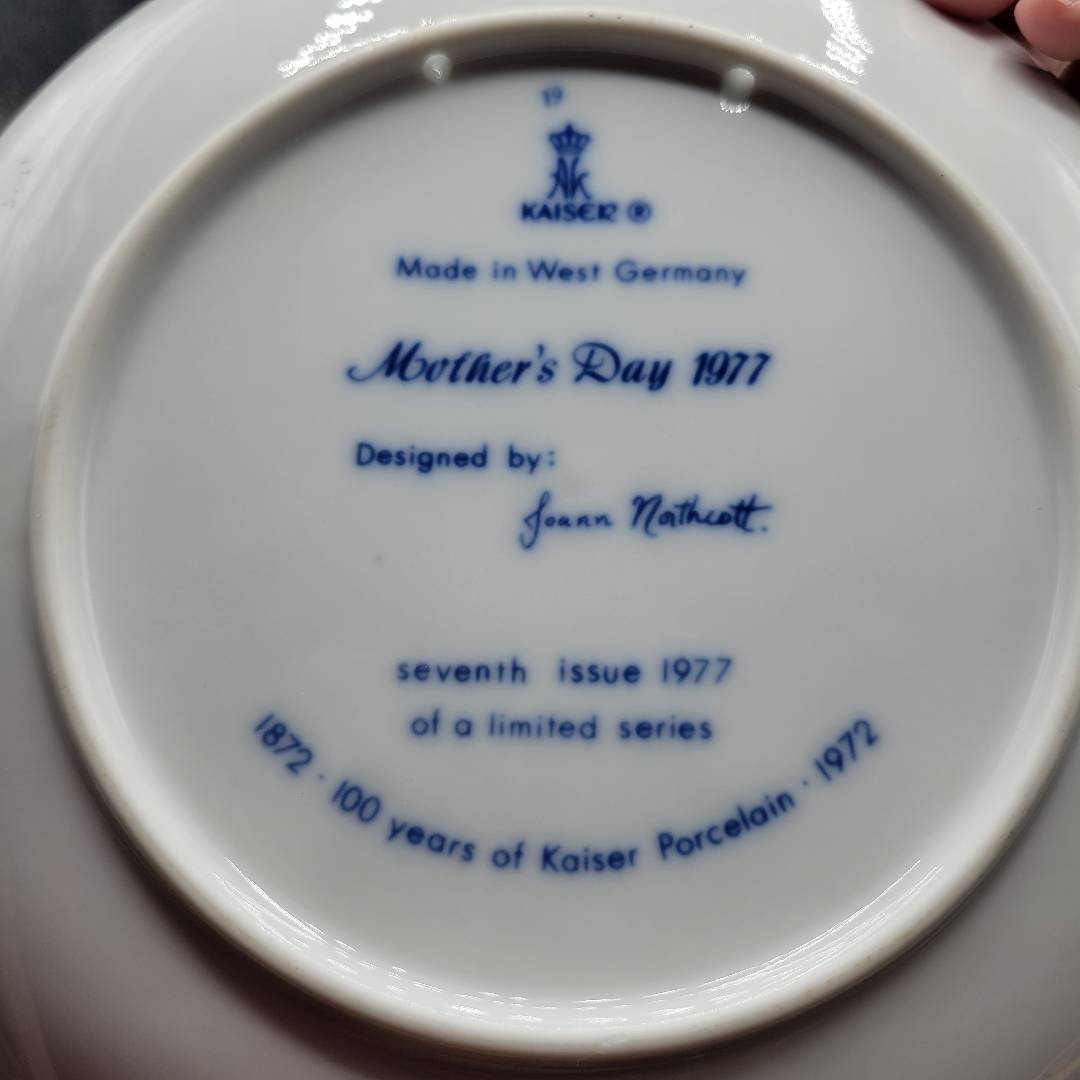 19
AK
KAISER ®
Made in West Germany
Mother's Day 1977
Designed by:
Joann Northcott.
seventh issue 1977
of a limited series
1872 · 100 years of Kaiser Porcelain · 1972